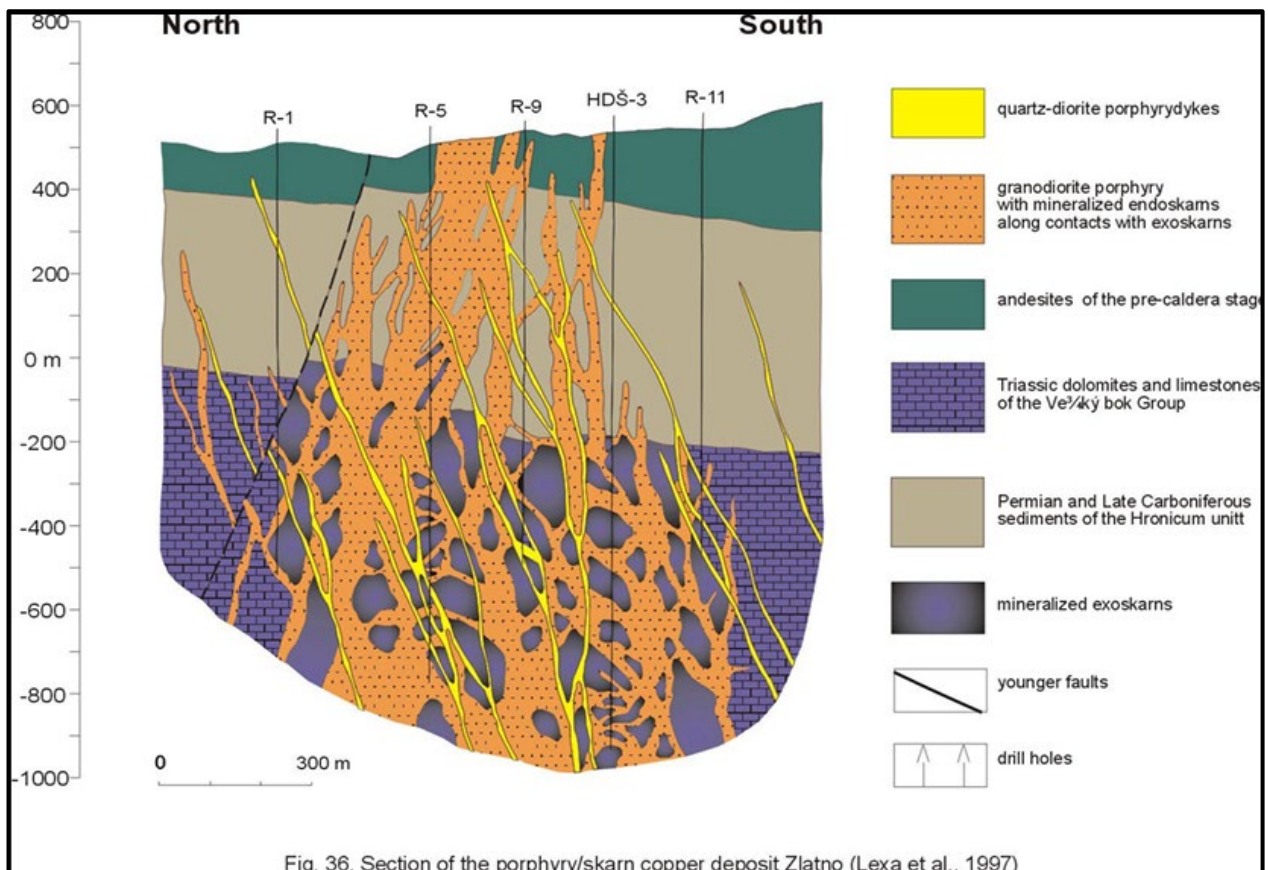 North
South
800
600
400
200
0 m
-200
-400
-600
-800
-1000
R-1
R-5
R-9
HDŠ-3
R-11
0
300 m
quartz-diorite porphyrydykes
granodiorite porphyry
with mineralized endoskarns
along contacts with exoskarns
andesites of the pre-caldera stage
Triassic dolomites and limestones
of the Ve¾ký bok Group
Permian and Late Carboniferous
sediments of the Hronicum unitt
mineralized exoskarns
younger faults
drill holes
Fig. 36. Section of the porphyry/skarn copper deposit Zlatno (Lexa et al., 1997)